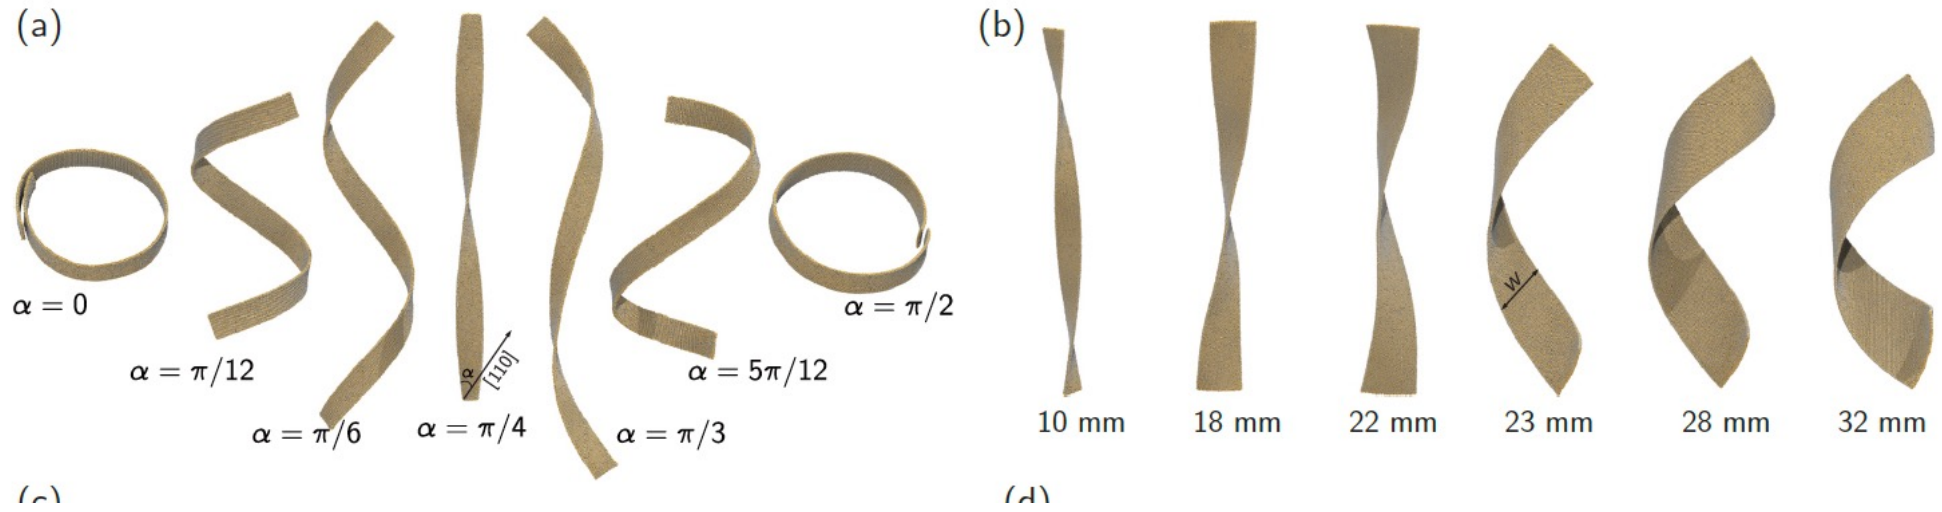 (a)
α = 0
α = π/12
α = π/6
α = π/4
α
[110]
α = π/3
α = 5π/12
α = π/2
(b)
W
10 mm
18 mm
22 mm
23 mm
28 mm
32 mm
(c)
(d)